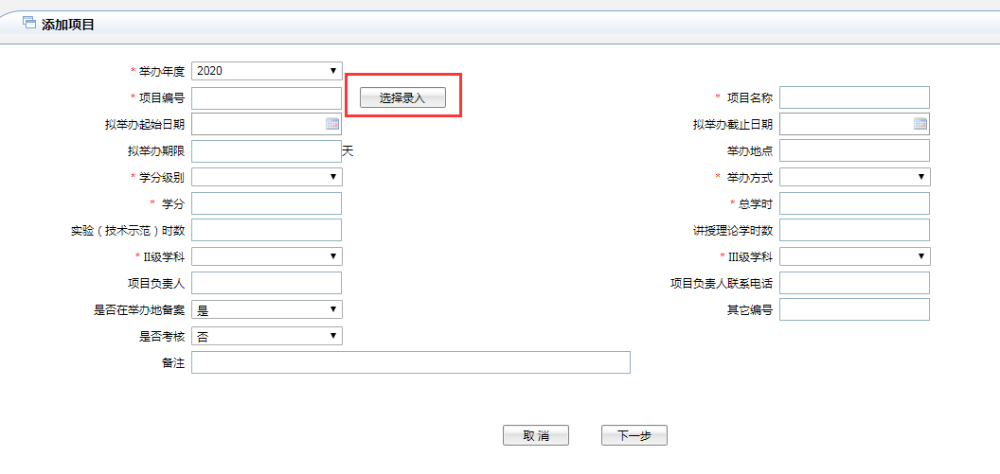 添加项目
* 举办年度 2020
* 项目编号 选择录入 * 项目名称
拟举办起始日期 拟举办截止日期
拟举办期限 天 举办地点
* 学分级别 * 举办方式
* 学分 * 总学时
实验（技术示范）时数 讲授理论学时数
* II级学科 * III级学科
项目负责人 项目负责人联系电话
是否在举办地备案 是 其它编号
是否考核 否
备注
取 消 下一步